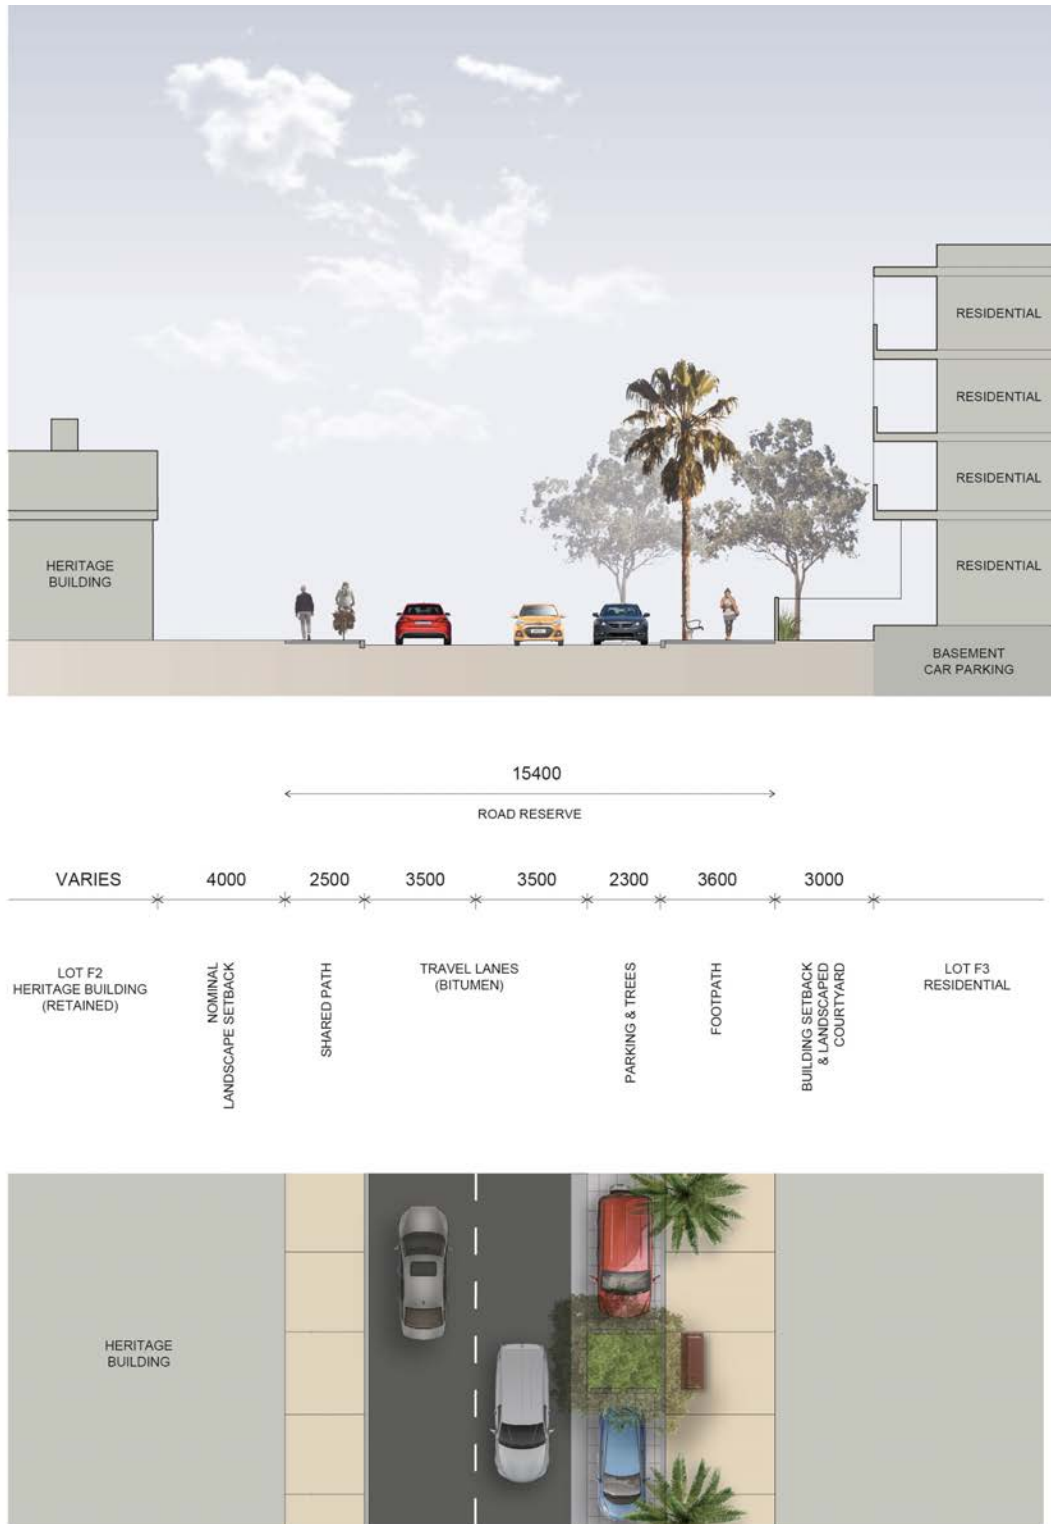 RESIDENTIAL
RESIDENTIAL
RESIDENTIAL
HERITAGE
BUILDING
RESIDENTIAL
BASEMENT
CAR PARKING
15400
ROAD RESERVE
VARIES
4000
2500
3500
3500
2300
3600
3000
LOT F2
HERITAGE BUILDING
(RETAINED)
NOMINAL
LANDSCAPE SETBACK
SHARED PATH
TRAVEL LANES
(BITUMEN)
PARKING & TREES
FOOTPATH
BUILDING SETBACK
& LANDSCAPED
COURTYARD
LOT F3
RESIDENTIAL
HERITAGE
BUILDING